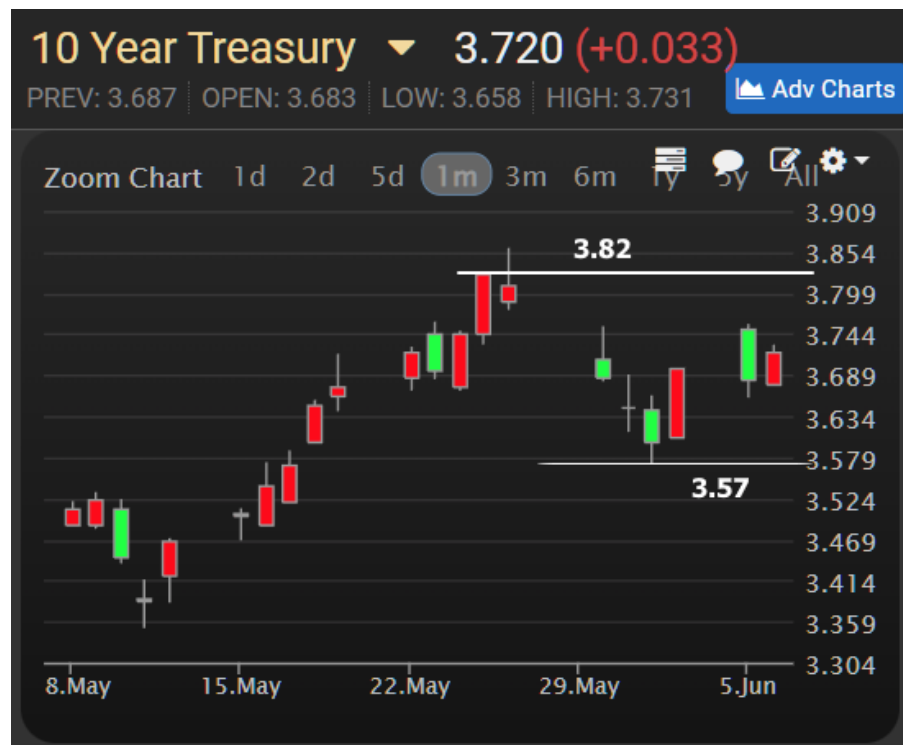 10 Year Treasury 3.720 (+0.033)
PREV: 3.687 OPEN: 3.683 LOW: 3.658 HIGH: 3.731
Adv Charts
Zoom Chart 1d 2d 5d 1m 3m 6m 1y 5y All
3.909
3.82
3.854
3.799
3.744
3.689
3.634
3.579
3.57
3.524
3.469
3.414
3.359
3.304
8.May 15.May 22.May 29.May 5.Jun